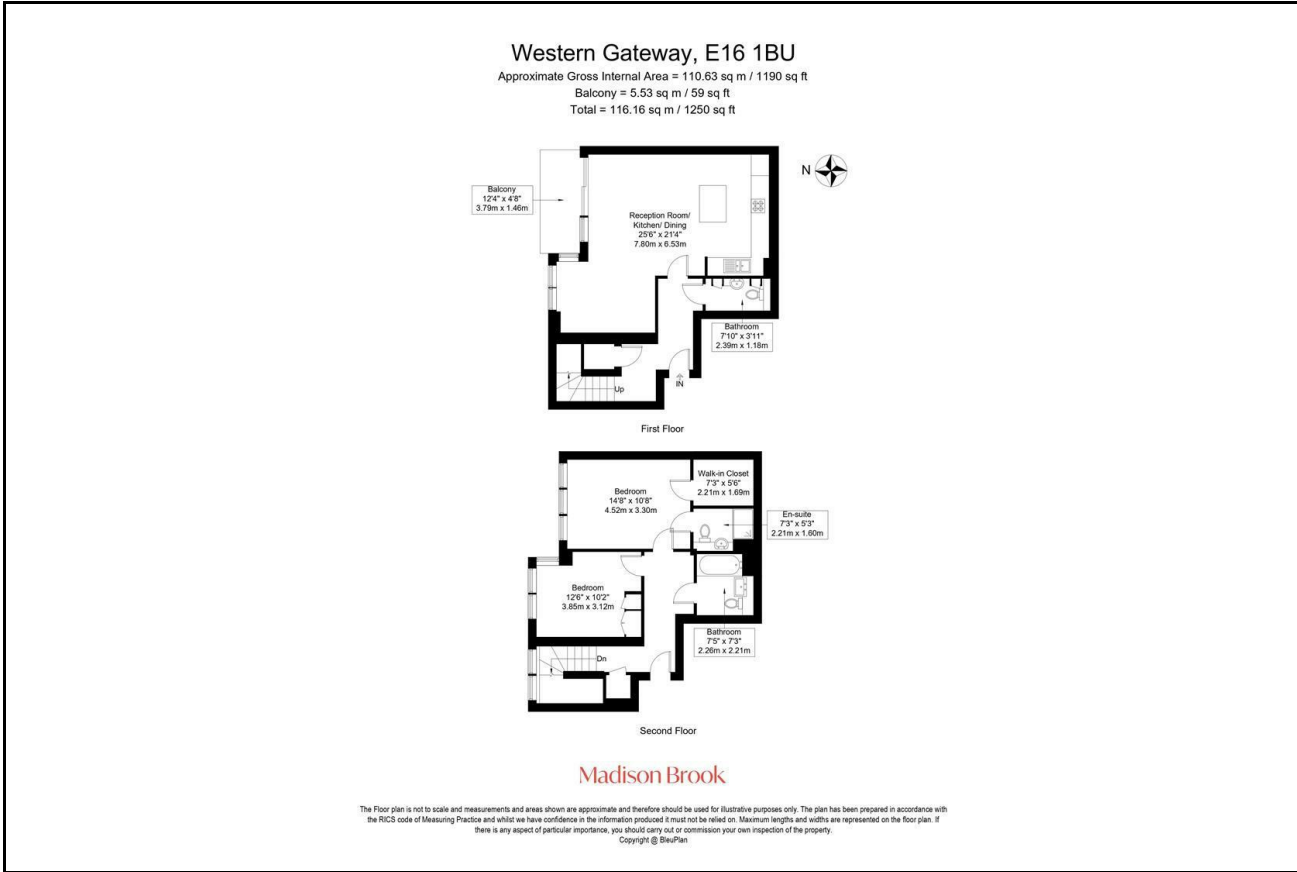 Western Gateway, E16 1BU
Approximate Gross Internal Area = 110.63 sq m / 1190 sq ft
Balcony = 5.53 sq m / 59 sq ft
Total = 116.16 sq m / 1250 sq ft
N
Balcony
12'4" x 4'8"
3.79m x 1.46m
Reception Room/
Kitchen/ Dining
25'6" x 21'4"
7.80m x 6.53m
Bathroom
7'10" x 3'11"
2.39m x 1.18m
Up
IN
First Floor
Walk-in Closet
7'3" x 5'6"
2.21m x 1.69m
Bedroom
14'8" x 10'8"
4.52m x 3.30m
En-suite
7'3" x 5'3"
2.21m x 1.60m
Bedroom
12'6" x 10'2"
3.85m x 3.12m
Bathroom
7'5" x 7'3"
2.26m x 2.21m
Dn
Second Floor
Madison Brook
The Floor plan is not to scale and measurements and areas shown are approximate and therefore should be used for illustrative purposes only. The plan has been prepared in accordance with
the RICS code of Measuring Practice and whilst we have confidence in the information produced it must not be relied on. Maximum lengths and widths are represented on the floor plan. If
there is any aspect of particular importance, you should carry out or commission your own inspection of the property.
Copyright @ BleuPlan